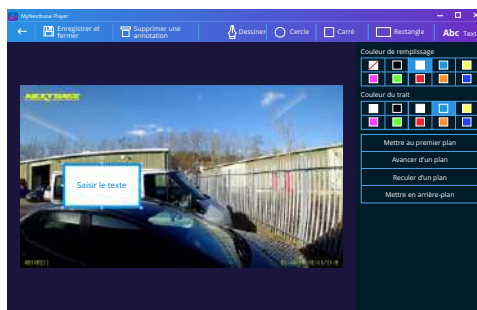 MyNextbase Player
Enregistrer et
fermer
Supprimer une
annotation
Dessiner
Cercle
Carré
Rectangle
Abc Text
Couleur de remplissage
Couleur du trait
Mettre au premier plan
Avancer d'un plan
Reculer d'un plan
Mettre en arrière-plan
NEXTBASE
Saisir le texte